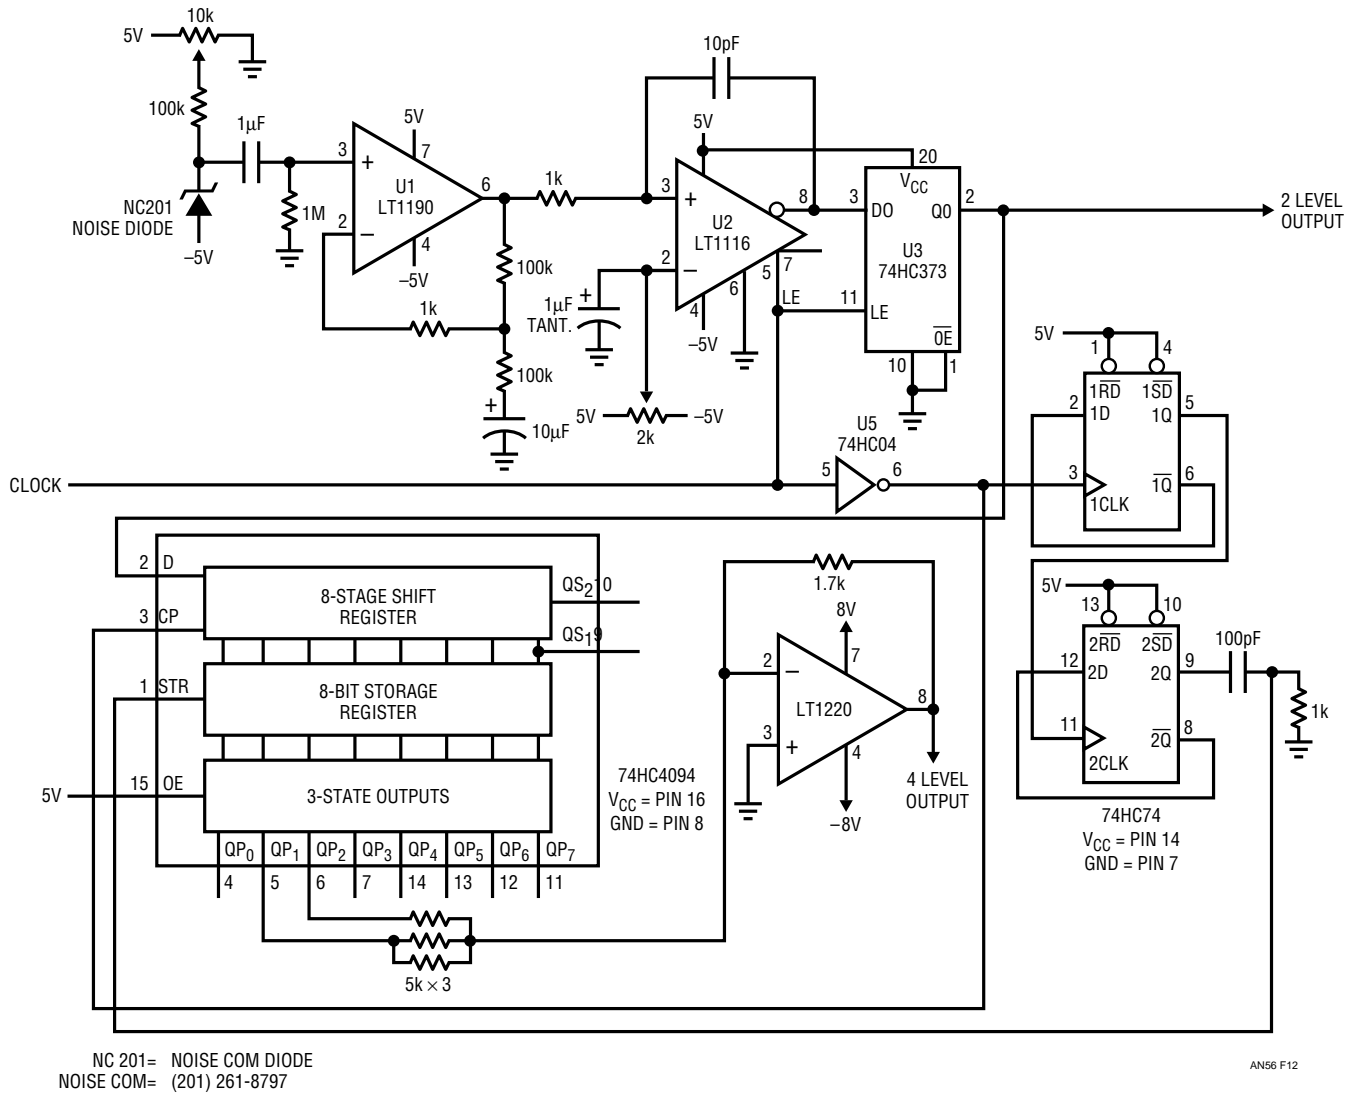 10k
5V
100k
1µF
NC201
NOISE DIODE
–5V
1M
3
+
2
–
U1
LT1190
5V
7
4
–5V
6
1k
100k
1k
100k
+
10µF
10pF
5V
3
+
2
–
U2
LT1116
8
7
5
6
4
–5V
LE
1µF
TANT.
+
5V
–5V
2k
20
VCC
3
DO
Q0
2
U3
74HC373
11
LE
OE
10
1
2 LEVEL
OUTPUT
U5
74HC04
5
6
CLOCK
5V
1
4
1RD
1SD
2
1D
1Q
5
3
1CLK
1Q
6
5V
13
10
2RD
2SD
12
2D
2Q
9
11
2CLK
2Q
8
100pF
1k
74HC74
VCC = PIN 14
GND = PIN 7
2
D
3
CP
1
STR
5V
15
OE
8-STAGE SHIFT
REGISTER
8-BIT STORAGE
REGISTER
3-STATE OUTPUTS
QS2 10
QS1 9
QP0
QP1
QP2
QP3
QP4
QP5
QP6
QP7
4
5
6
7
14
13
12
11
74HC4094
VCC = PIN 16
GND = PIN 8
5k × 3
1.7k
8V
7
2
–
3
+
LT1220
8
4
–8V
4 LEVEL
OUTPUT
NC 201= NOISE COM DIODE
NOISE COM= (201) 261-8797
AN56 F12